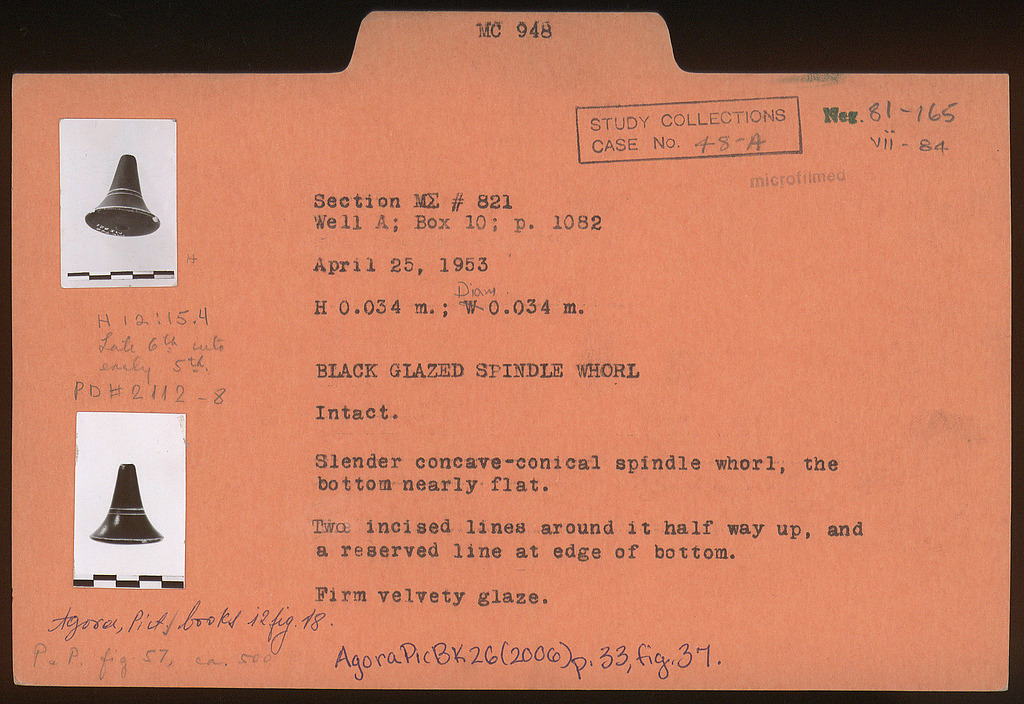 MC 948
STUDY COLLECTIONS
CASE No. 48-A
Neg. 81-165
vii - 84
microfilmed
Section ΜΣ # 821
Well A; Box 10; p. 1082
April 25, 1953
Diam.
H 0.034 m.; W 0.034 m.
H
H 12:15.4
Late 6th into
early 5th.
PD# 2112 - 8
BLACK GLAZED SPINDLE WHORL
Intact.
Slender concave-conical spindle whorl, the
bottom nearly flat.
Two incised lines around it half way up, and
a reserved line at edge of bottom.
Firm velvety glaze.
Agora, Pict. books 12 fig. 18.
P. P. fig 57, ca. 500
AgoraPicBK 26 (2006) p. 33, fig. 37.